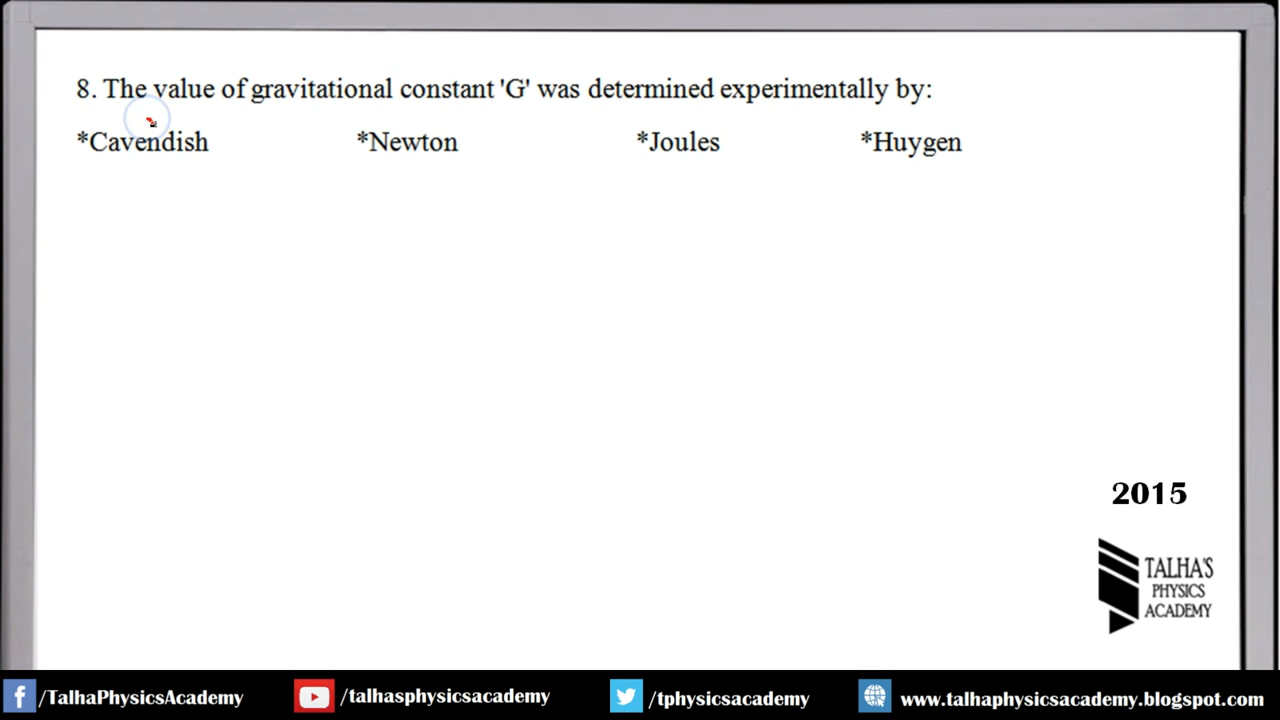 8. The value of gravitational constant 'G' was determined experimentally by:
*Cavendish *Newton *Joules *Huygen
2015
TALHA'S
PHYSICS
ACADEMY
/TalhaPhysicsAcademy /talhasphysicsacademy /tphysicsacademy www.talhaphysicsacademy.blogspot.com